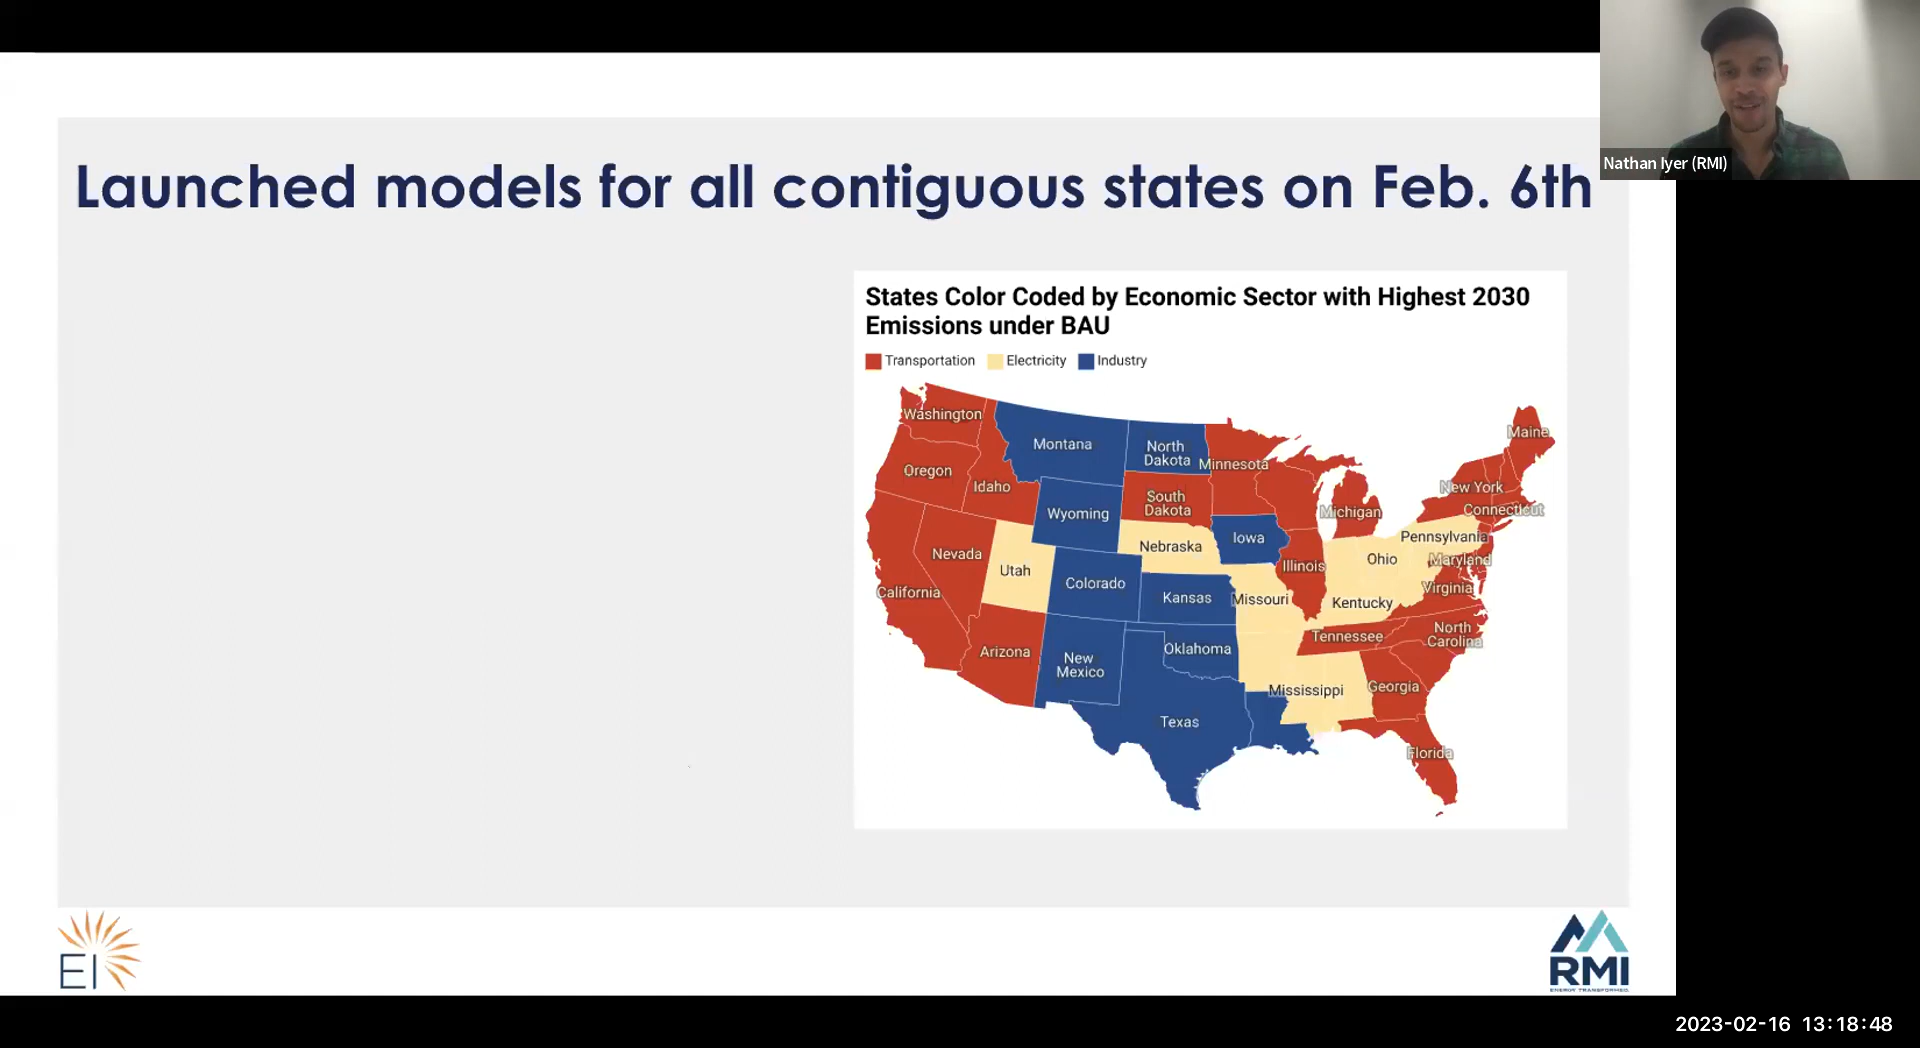 Nathan Iyer (RMI)
Launched models for all contiguous states on Feb. 6th
States Color Coded by Economic Sector with Highest 2030
Emissions under BAU
Transportation Electricity Industry
Washington
Montana
North
Dakota
Minnesota
Maine
Oregon
Idaho
South
Dakota
Wyoming
Michigan
New York
Connecticut
Nevada
Utah
Nebraska
Iowa
Illinois
Ohio
Pennsylvania
Maryland
California
Colorado
Kansas
Missouri
Kentucky
Virginia
Arizona
New
Mexico
Oklahoma
Tennessee
North
Carolina
Texas
Mississippi
Georgia
Florida
EI
RMI
ENERGY. TRANSFORMED.
2023-02-16 13:18:48